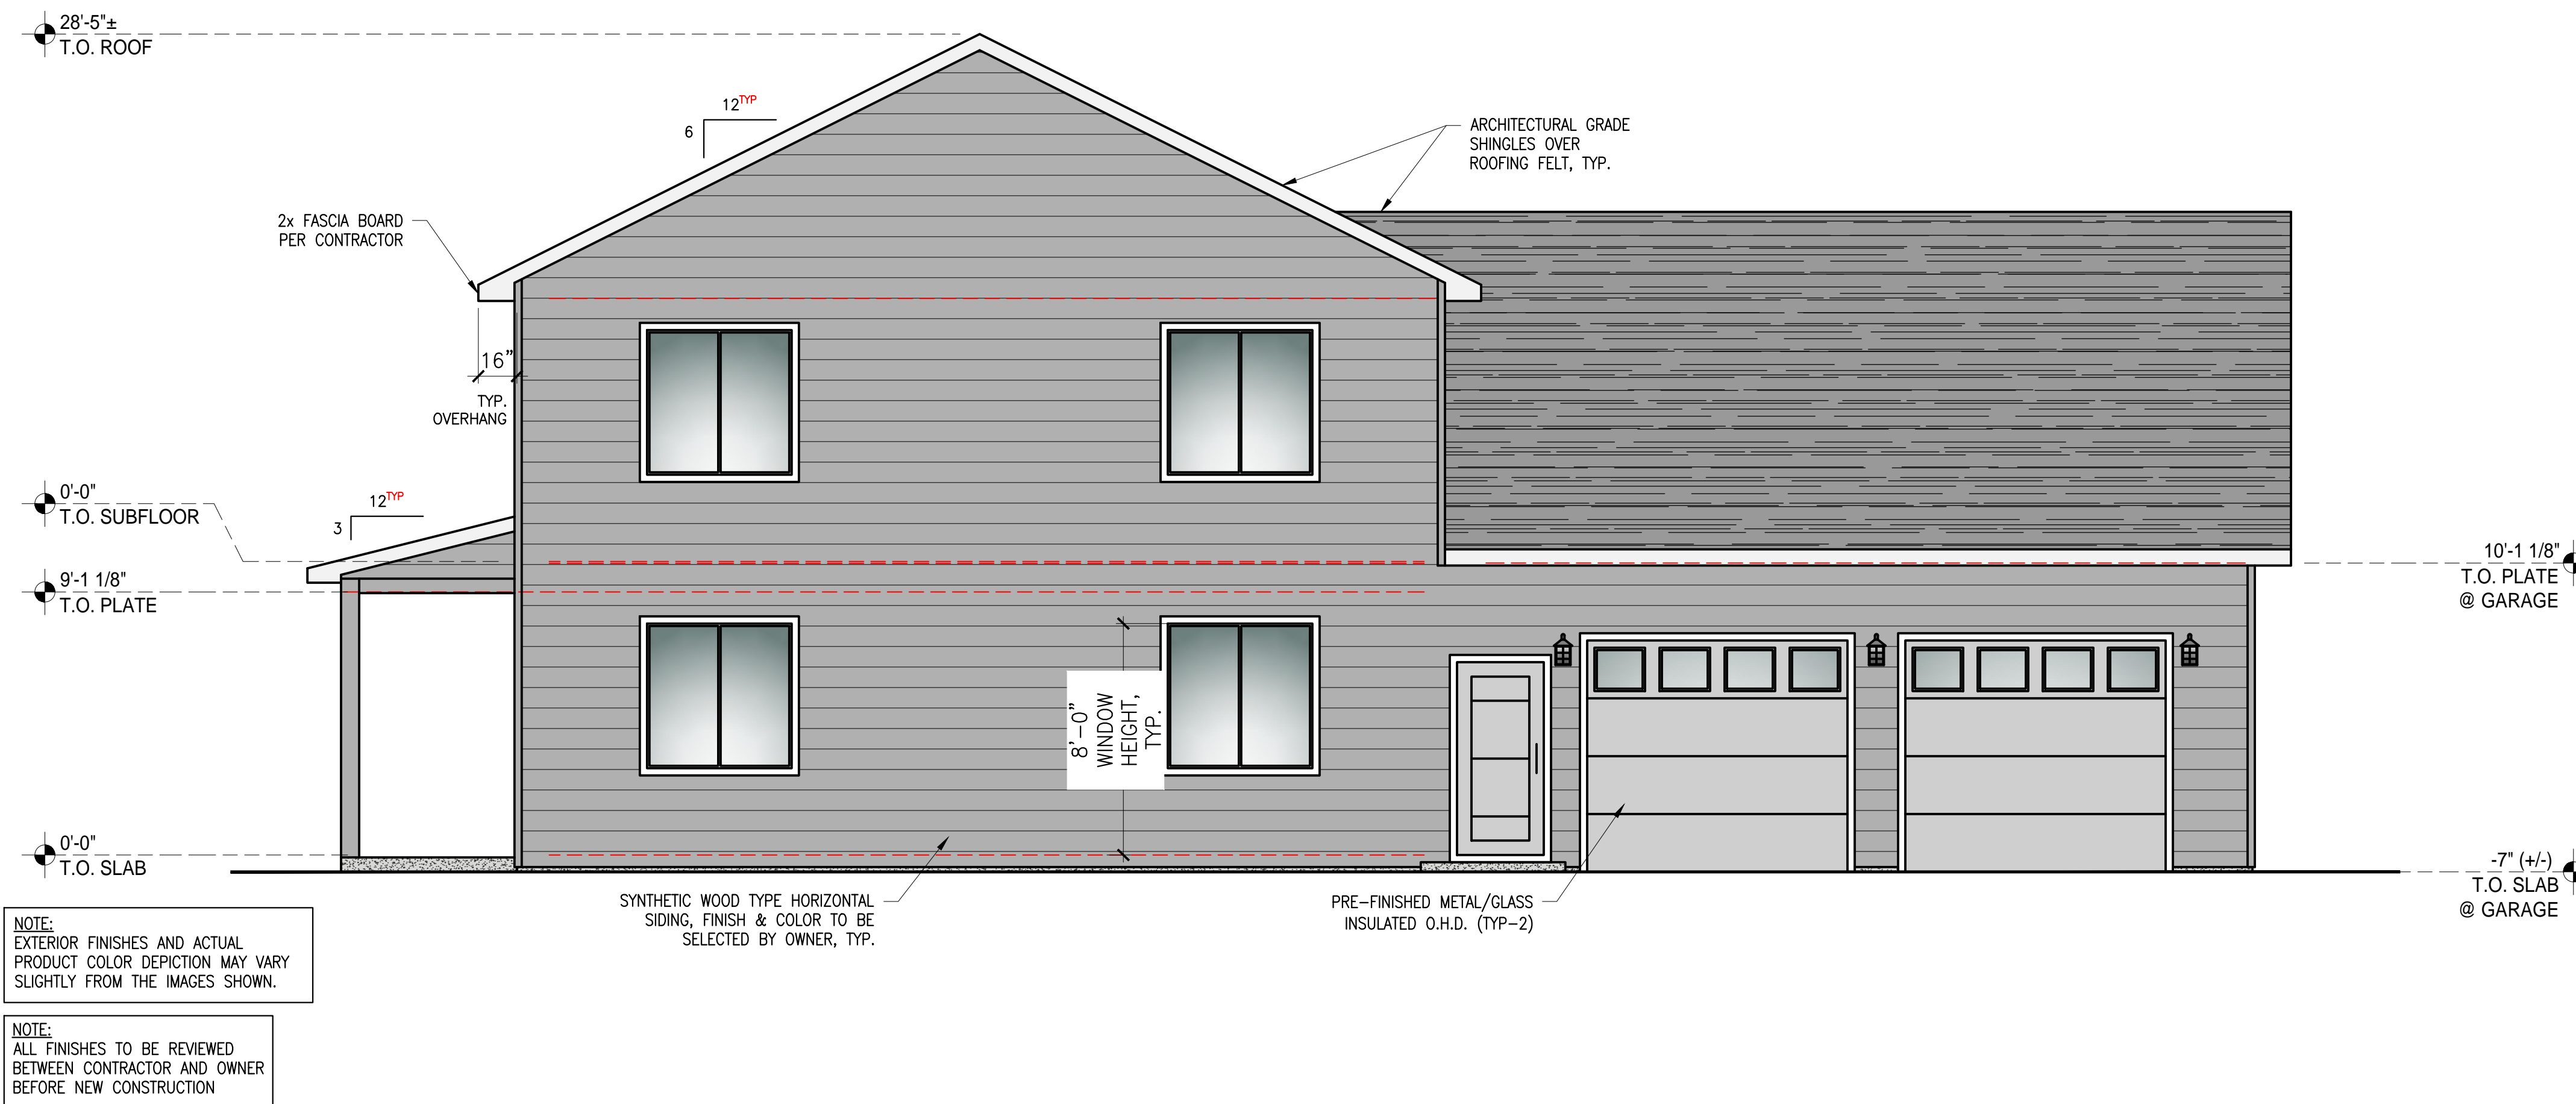 28'-5"±
T.O. ROOF
12TYP
6
ARCHITECTURAL GRADE
SHINGLES OVER
ROOFING FELT, TYP.
2x FASCIA BOARD
PER CONTRACTOR
16”
TYP.
OVERHANG
0'-0"
T.O. SUBFLOOR
12TYP
3
9'-1 1/8"
T.O. PLATE
10'-1 1/8"
T.O. PLATE
@ GARAGE
8’-0”
WINDOW
HEIGHT,
TYP.
0'-0"
T.O. SLAB
-7" (+/-)
T.O. SLAB
@ GARAGE
SYNTHETIC WOOD TYPE HORIZONTAL
SIDING, FINISH & COLOR TO BE
SELECTED BY OWNER, TYP.
PRE-FINISHED METAL/GLASS
INSULATED O.H.D. (TYP-2)
NOTE:
EXTERIOR FINISHES AND ACTUAL
PRODUCT COLOR DEPICTION MAY VARY
SLIGHTLY FROM THE IMAGES SHOWN.
NOTE:
ALL FINISHES TO BE REVIEWED
BETWEEN CONTRACTOR AND OWNER
BEFORE NEW CONSTRUCTION